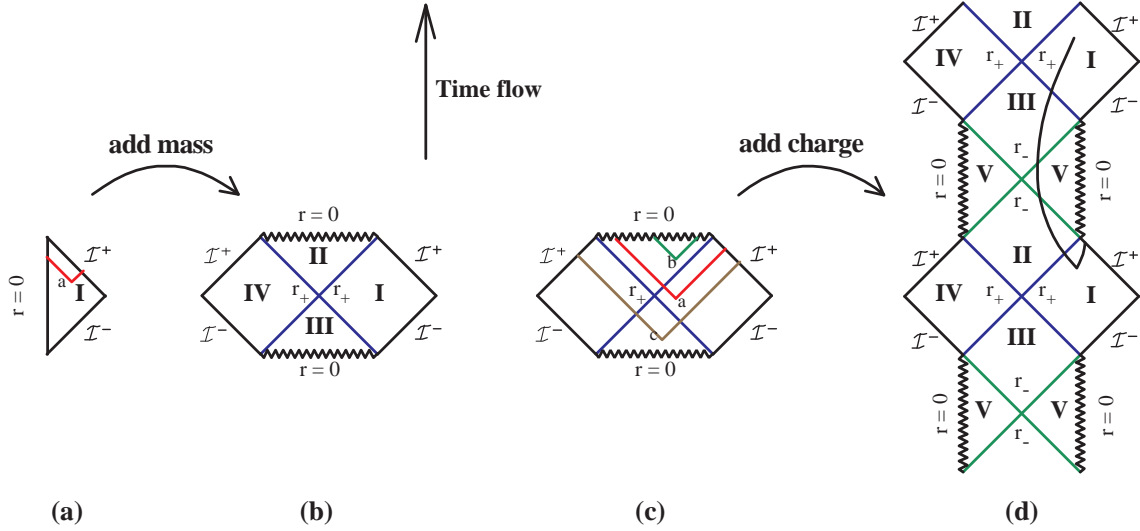 Time flow
add mass
add charge
r = 0
a
I
ℐ+
ℐ−
(a)
r = 0
ℐ+
II
IV
r+
r+
I
ℐ+
III
ℐ−
ℐ−
r = 0
(b)
r = 0
ℐ+
ℐ+
b
r+
a
c
ℐ−
ℐ−
r = 0
(c)
ℐ+
II
ℐ+
IV
r+
r+
I
ℐ−
III
ℐ−
r = 0
r-
V
V
r-
r = 0
ℐ+
II
ℐ+
IV
r+
r+
I
ℐ−
III
ℐ−
r = 0
r-
V
V
r-
r = 0
(d)